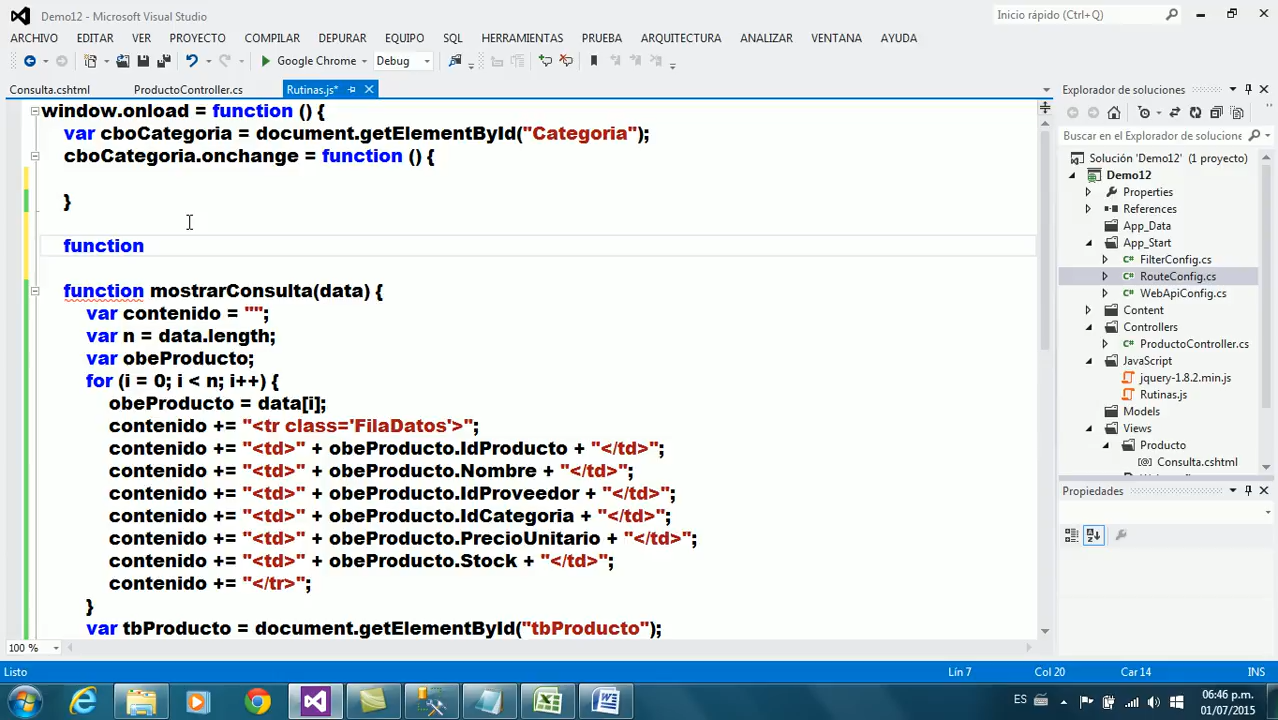 Demo12 - Microsoft Visual Studio
Inicio rápido (Ctrl+Q)
ARCHIVO EDITAR VER PROYECTO COMPILAR DEPURAR EQUIPO SQL HERRAMIENTAS PRUEBA ARQUITECTURA ANALIZAR VENTANA AYUDA
Google Chrome Debug
Consulta.cshtml ProductoController.cs Rutinas.js*
window.onload = function () {
var cboCategoria = document.getElementById("Categoria");
cboCategoria.onchange = function () {
}
function
function mostrarConsulta(data) {
var contenido = "";
var n = data.length;
var obeProducto;
for (i = 0; i < n; i++) {
obeProducto = data[i];
contenido += "<tr class='FilaDatos'>";
contenido += "<td>" + obeProducto.IdProducto + "</td>";
contenido += "<td>" + obeProducto.Nombre + "</td>";
contenido += "<td>" + obeProducto.IdProveedor + "</td>";
contenido += "<td>" + obeProducto.IdCategoria + "</td>";
contenido += "<td>" + obeProducto.PrecioUnitario + "</td>";
contenido += "<td>" + obeProducto.Stock + "</td>";
contenido += "</tr>";
}
var tbProducto = document.getElementById("tbProducto");
100 %
Explorador de soluciones
Buscar en el Explorador de solucione
Solución 'Demo12' (1 proyecto)
Demo12
Properties
References
App_Data
App_Start
FilterConfig.cs
RouteConfig.cs
WebApiConfig.cs
Content
Controllers
ProductoController.cs
JavaScript
jquery-1.8.2.min.js
Rutinas.js
Models
Views
Producto
Consulta.cshtml
Propiedades
Listo Lín 7 Col 20 Car 14 INS
ES
06:46 p.m.
01/07/2015